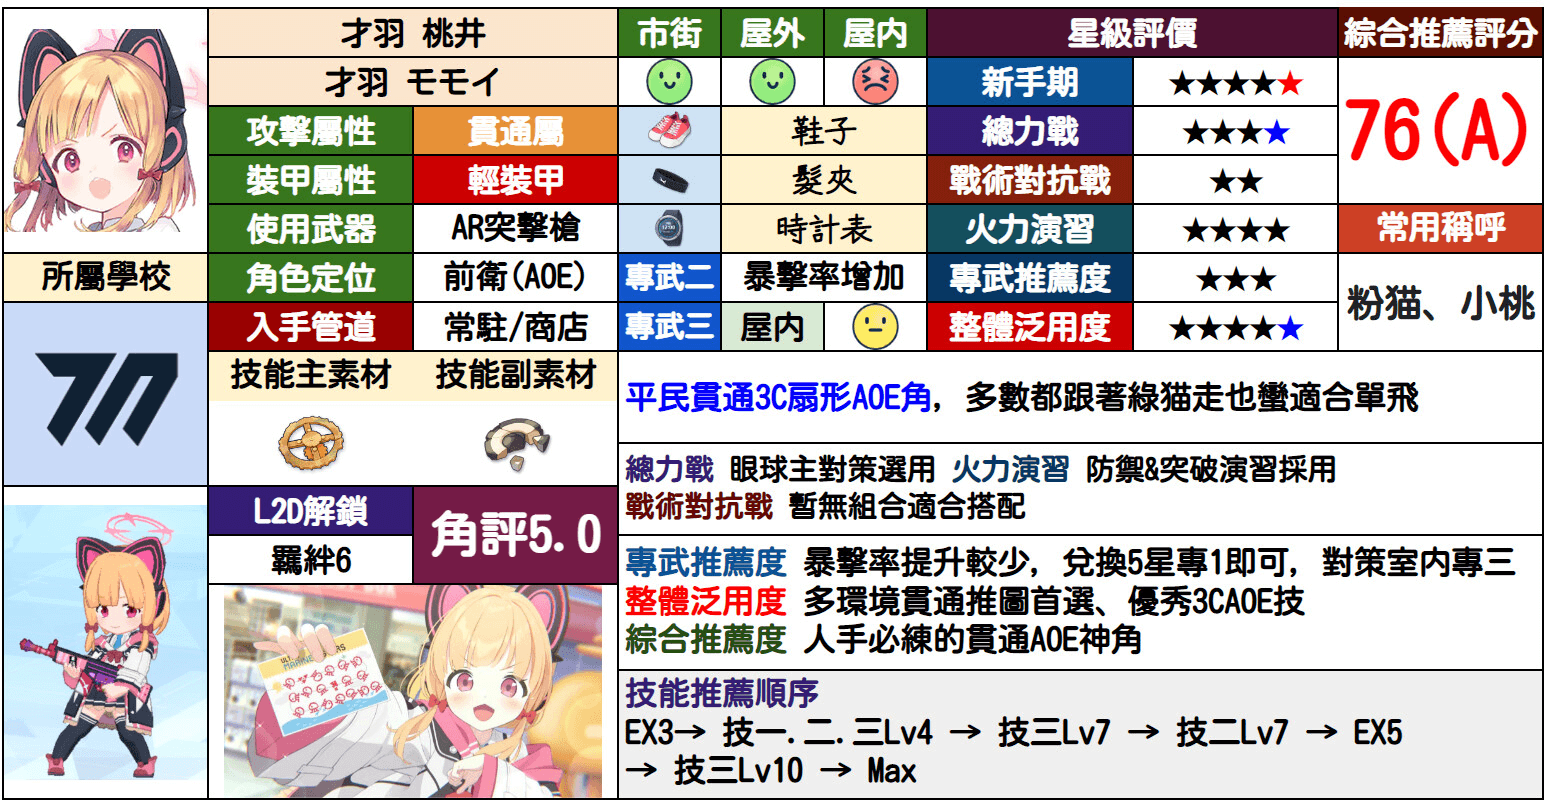 才羽 桃井
市街
屋外
屋内
星級評價
綜合推薦評分
才羽 モモイ
新手期
★★★★★
76(A)
攻擊屬性
貫通屬
鞋子
總力戰
★★★★
裝甲屬性
輕裝甲
髮夾
戰術對抗戰
★★
使用武器
AR突擊槍
時計表
火力演習
★★★★
常用稱呼
所屬學校
角色定位
前衛(AOE)
專武二
暴擊率增加
專武推薦度
★★★
粉猫、小桃
入手管道
常駐/商店
專武三
屋内
整體泛用度
★★★★★
技能主素材
技能副素材
平民貫通3C扇形AOE角, 多數都跟著綠猫走也蠻適合單飛
總力戰 眼球主對策選用 火力演習 防禦&突破演習採用
戰術對抗戰 暫無組合適合搭配
L2D解鎖
角評5.0
羈絆6
專武推薦度 暴擊率提升較少, 兌換5星專1即可, 對策室内專三
整體泛用度 多環境貫通推圖首選、優秀3CAOE技
綜合推薦度 人手必練的貫通AOE神角
技能推薦順序
EX3→ 技一.二.三Lv4 → 技三Lv7 → 技二Lv7 → EX5
→ 技三Lv10 → Max